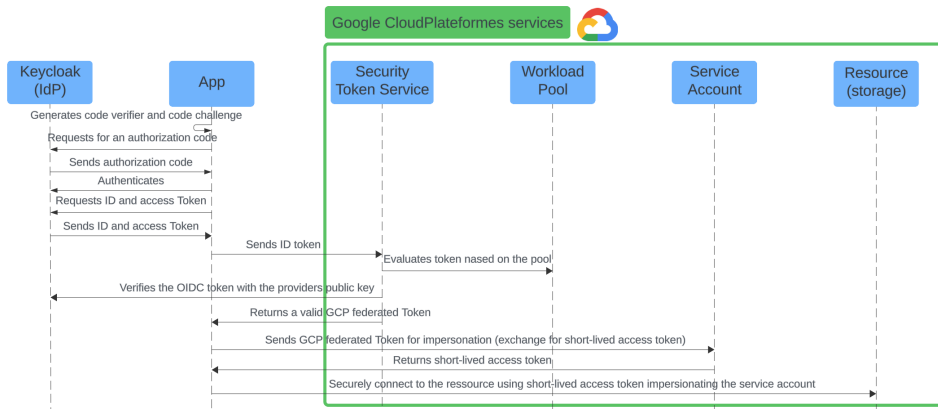 Google CloudPlateformes services
Keycloak
(IdP)
App
Security
Token Service
Workload
Pool
Service
Account
Resource
(storage)
Generates code verifier and code challenge
Requests for an authorization code
Sends authorization code
Authenticates
Requests ID and access Token
Sends ID and access Token
Sends ID token
Evaluates token nased on the pool
Verifies the OIDC token with the providers public key
Returns a valid GCP federated Token
Sends GCP federated Token for impersonation (exchange for short-lived access token)
Returns short-lived access token
Securely connect to the ressource using short-lived access token impersionating the service account